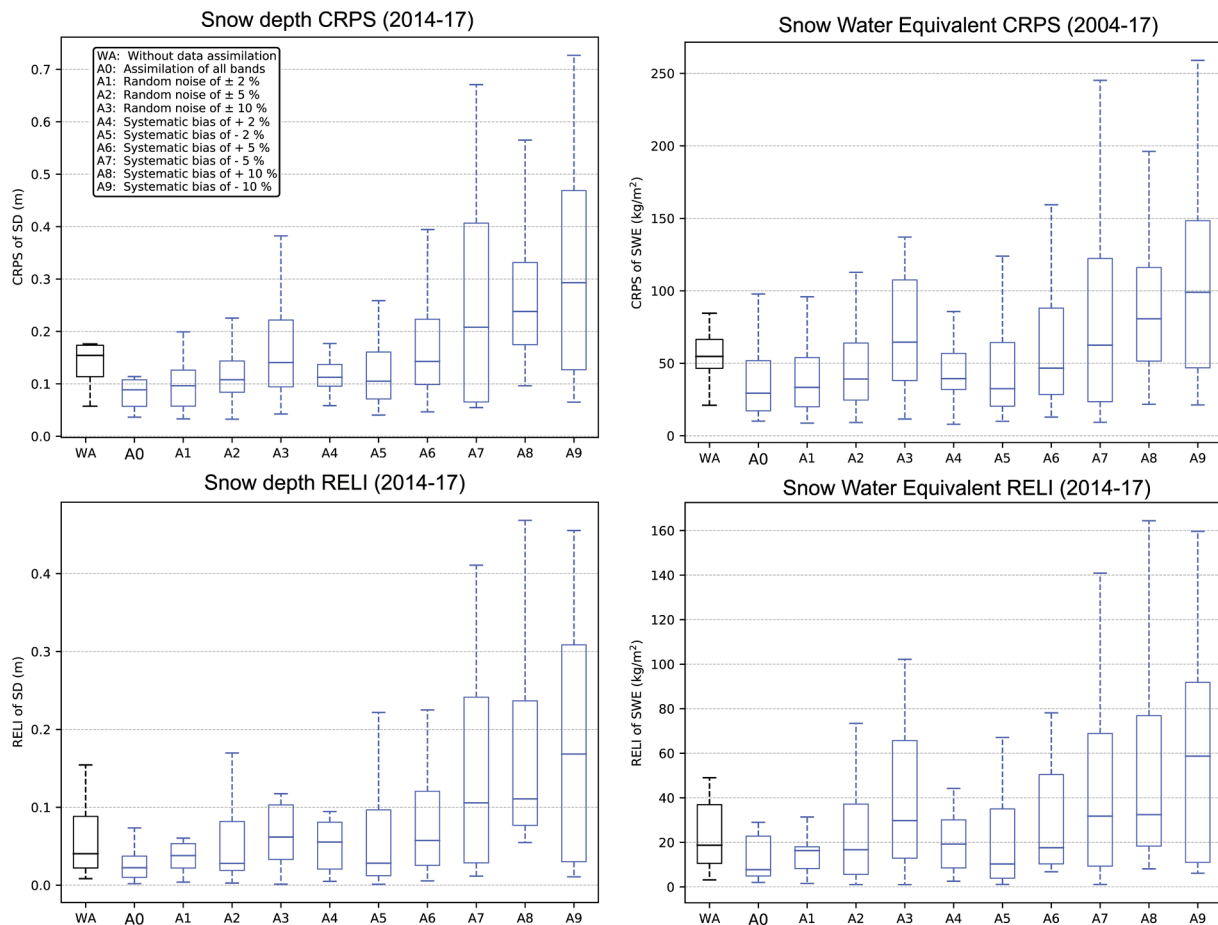 Snow depth CRPS (2014-17)
CRPS of SD (m)
0.7
0.6
0.5
0.4
0.3
0.2
0.1
0.0
WA: Without data assimilation
A0: Assimilation of all bands
A1: Random noise of ± 2 %
A2: Random noise of ± 5 %
A3: Random noise of ± 10 %
A4: Systematic bias of + 2 %
A5: Systematic bias of - 2 %
A6: Systematic bias of + 5 %
A7: Systematic bias of - 5 %
A8: Systematic bias of + 10 %
A9: Systematic bias of - 10 %
WA A0 A1 A2 A3 A4 A5 A6 A7 A8 A9
Snow Water Equivalent CRPS (2004-17)
CRPS of SWE (kg/m²)
250
200
150
100
50
0
WA A0 A1 A2 A3 A4 A5 A6 A7 A8 A9
Snow depth RELI (2014-17)
RELI of SD (m)
0.4
0.3
0.2
0.1
0.0
WA A0 A1 A2 A3 A4 A5 A6 A7 A8 A9
Snow Water Equivalent RELI (2014-17)
RELI of SWE (kg/m²)
160
140
120
100
80
60
40
20
0
WA A0 A1 A2 A3 A4 A5 A6 A7 A8 A9